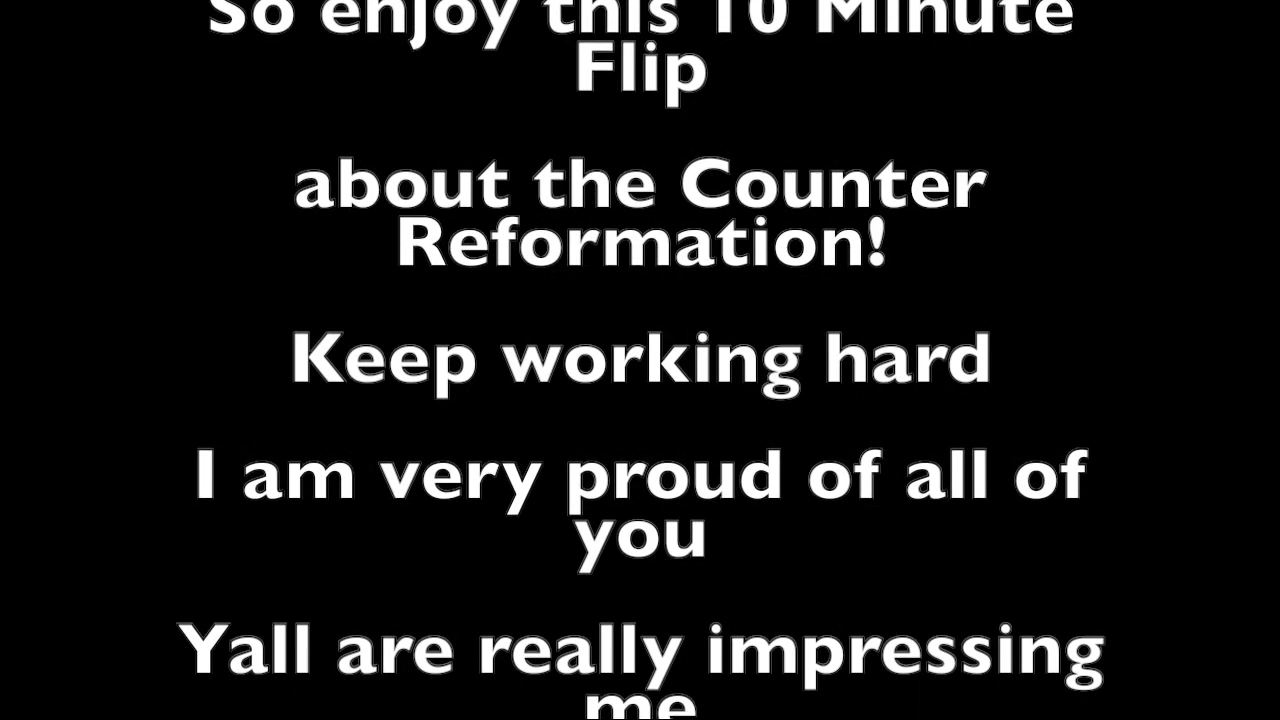 So enjoy this 10 Minute
Flip
about the Counter
Reformation!
Keep working hard
I am very proud of all of
you
Yall are really impressing
me